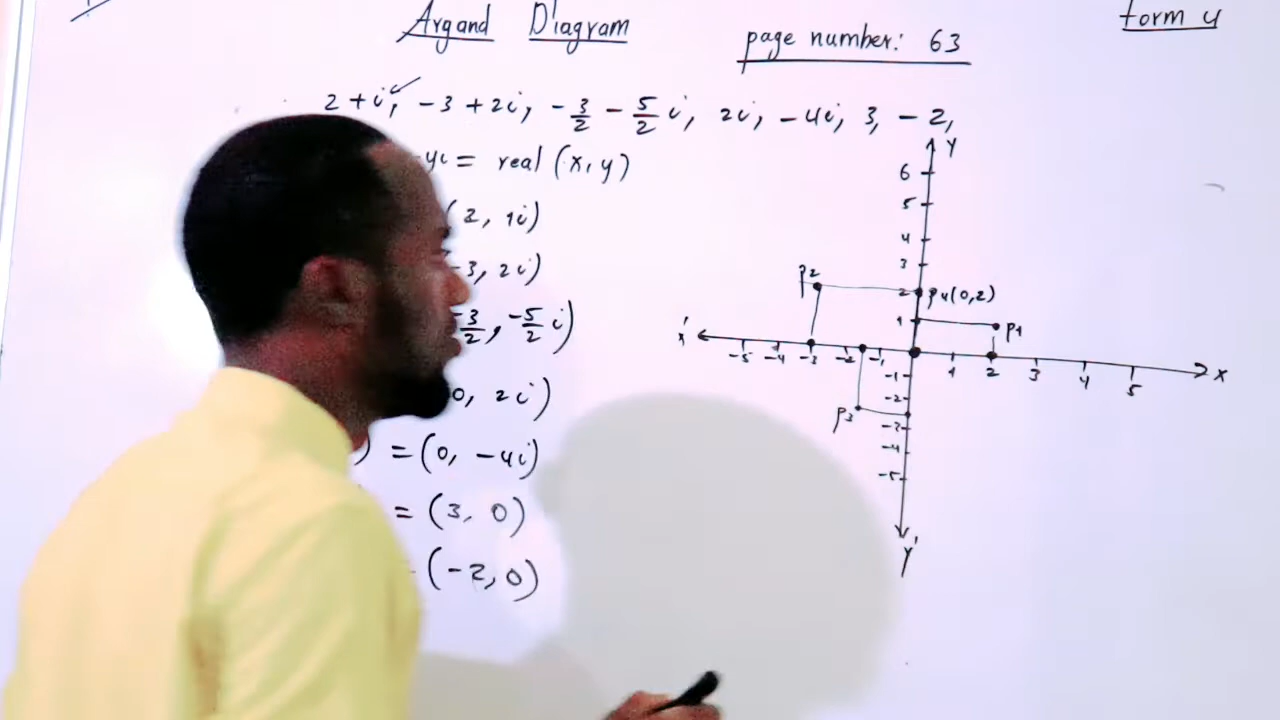 Argand Diagram
page number: 63
form 4
2 + i, -3 + 2i, -3/2 - 5/2 i, 2i, -4i, 3, -2,
yi = real (x, y)
(2, 1i)
-3, 2i)
-3/2, -5/2 i)
0, 2i)
) = (0, -4i)
= (3, 0)
- (-2, 0)
Y
6
5
4
3
2
1
P2
P4(0,2)
P1
x'
-5 -4 -3 -2 -1
1 2 3 4 5
x
P3
-1
-2
-3
-4
-5
Y'